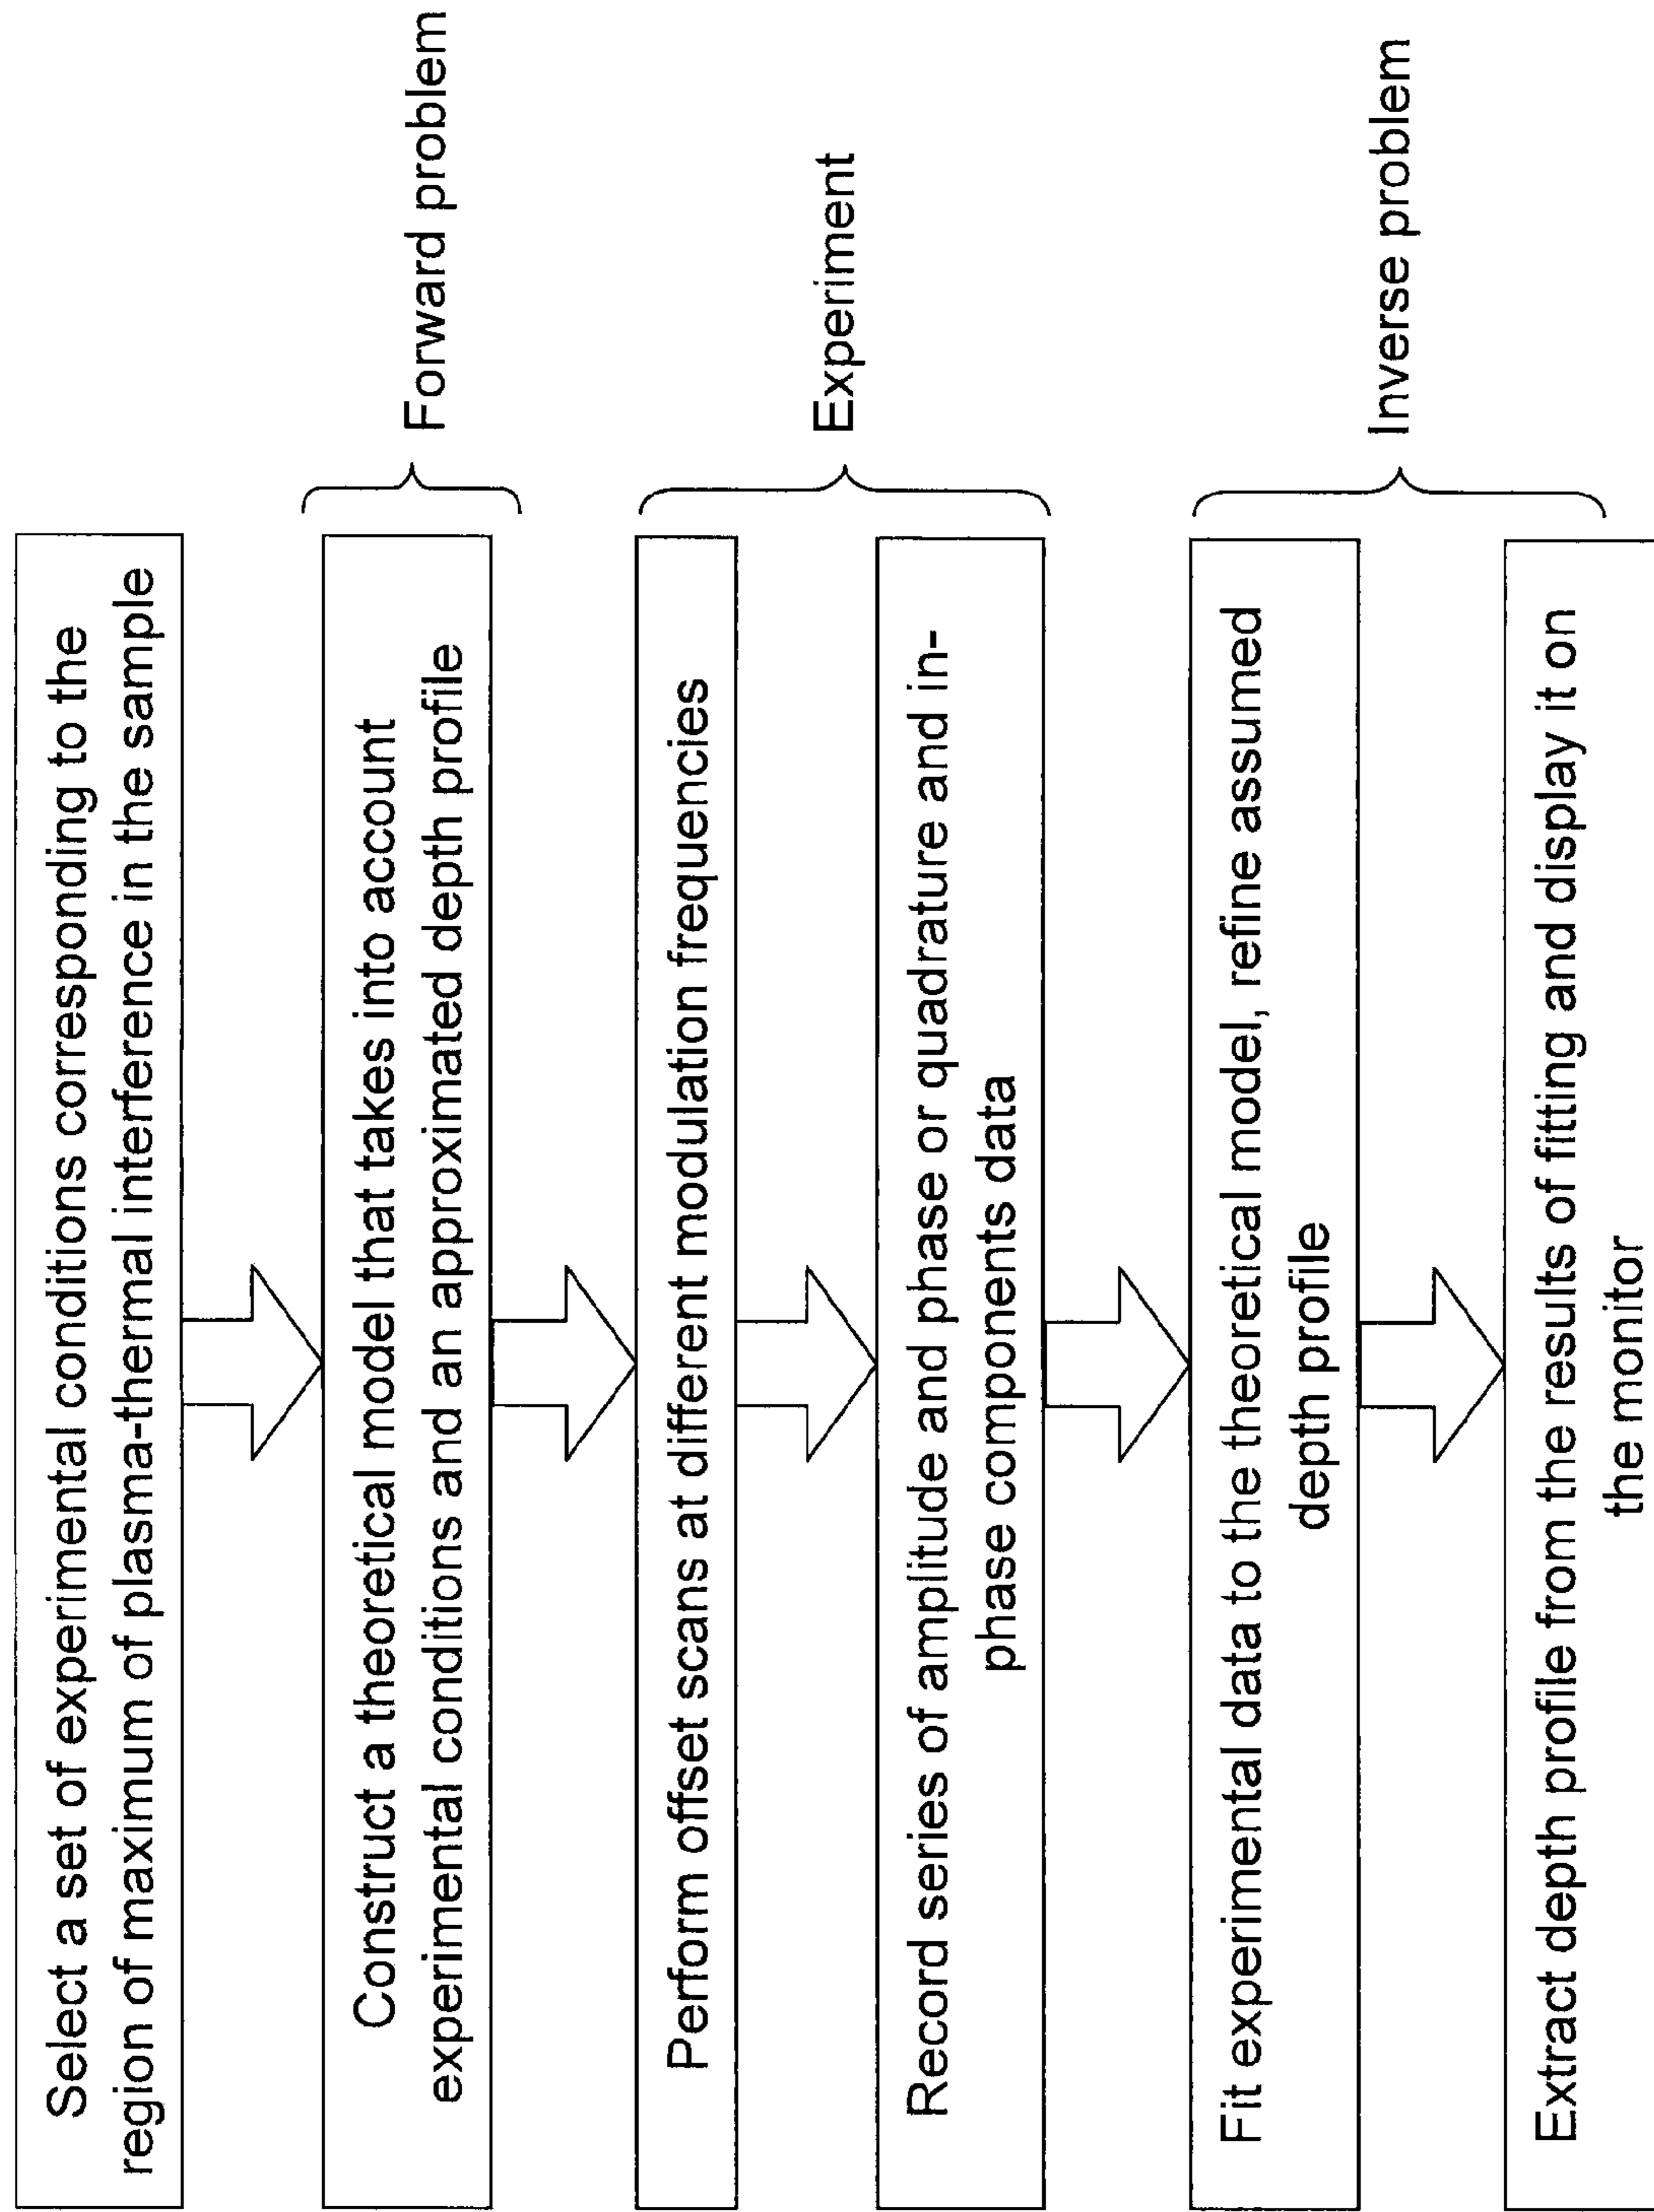 Select a set of experimental conditions corresponding to the
region of maximum of plasma-thermal interference in the sample
Construct a theoretical model that takes into account
experimental conditions and an approximated depth profile
Forward problem
Perform offset scans at different modulation frequencies
Record series of amplitude and phase or quadrature and in-
phase components data
Experiment
Fit experimental data to the theoretical model, refine assumed
depth profile
Extract depth profile from the results of fitting and display it on
the monitor
Inverse problem